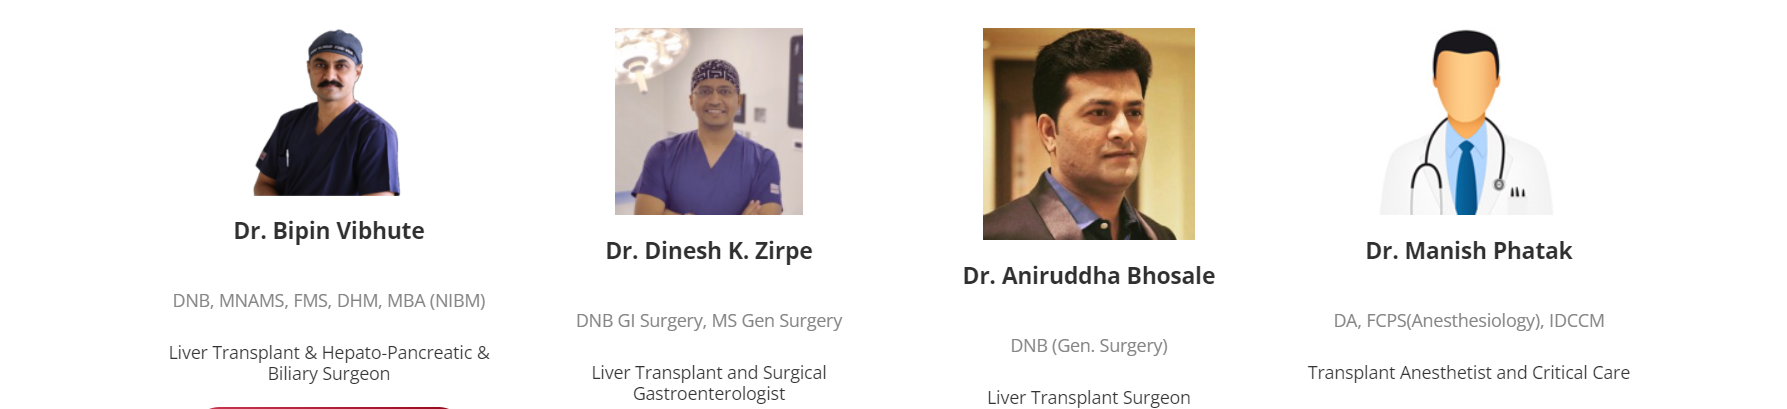 Dr. Bipin Vibhute
DNB, MNAMS, FMS, DHM, MBA (NIBM)
Liver Transplant & Hepato-Pancreatic &
Biliary Surgeon
Dr. Dinesh K. Zirpe
DNB GI Surgery, MS Gen Surgery
Liver Transplant and Surgical
Gastroenterologist
Dr. Aniruddha Bhosale
DNB (Gen. Surgery)
Liver Transplant Surgeon
Dr. Manish Phatak
DA, FCPS(Anesthesiology), IDCCM
Transplant Anesthetist and Critical Care